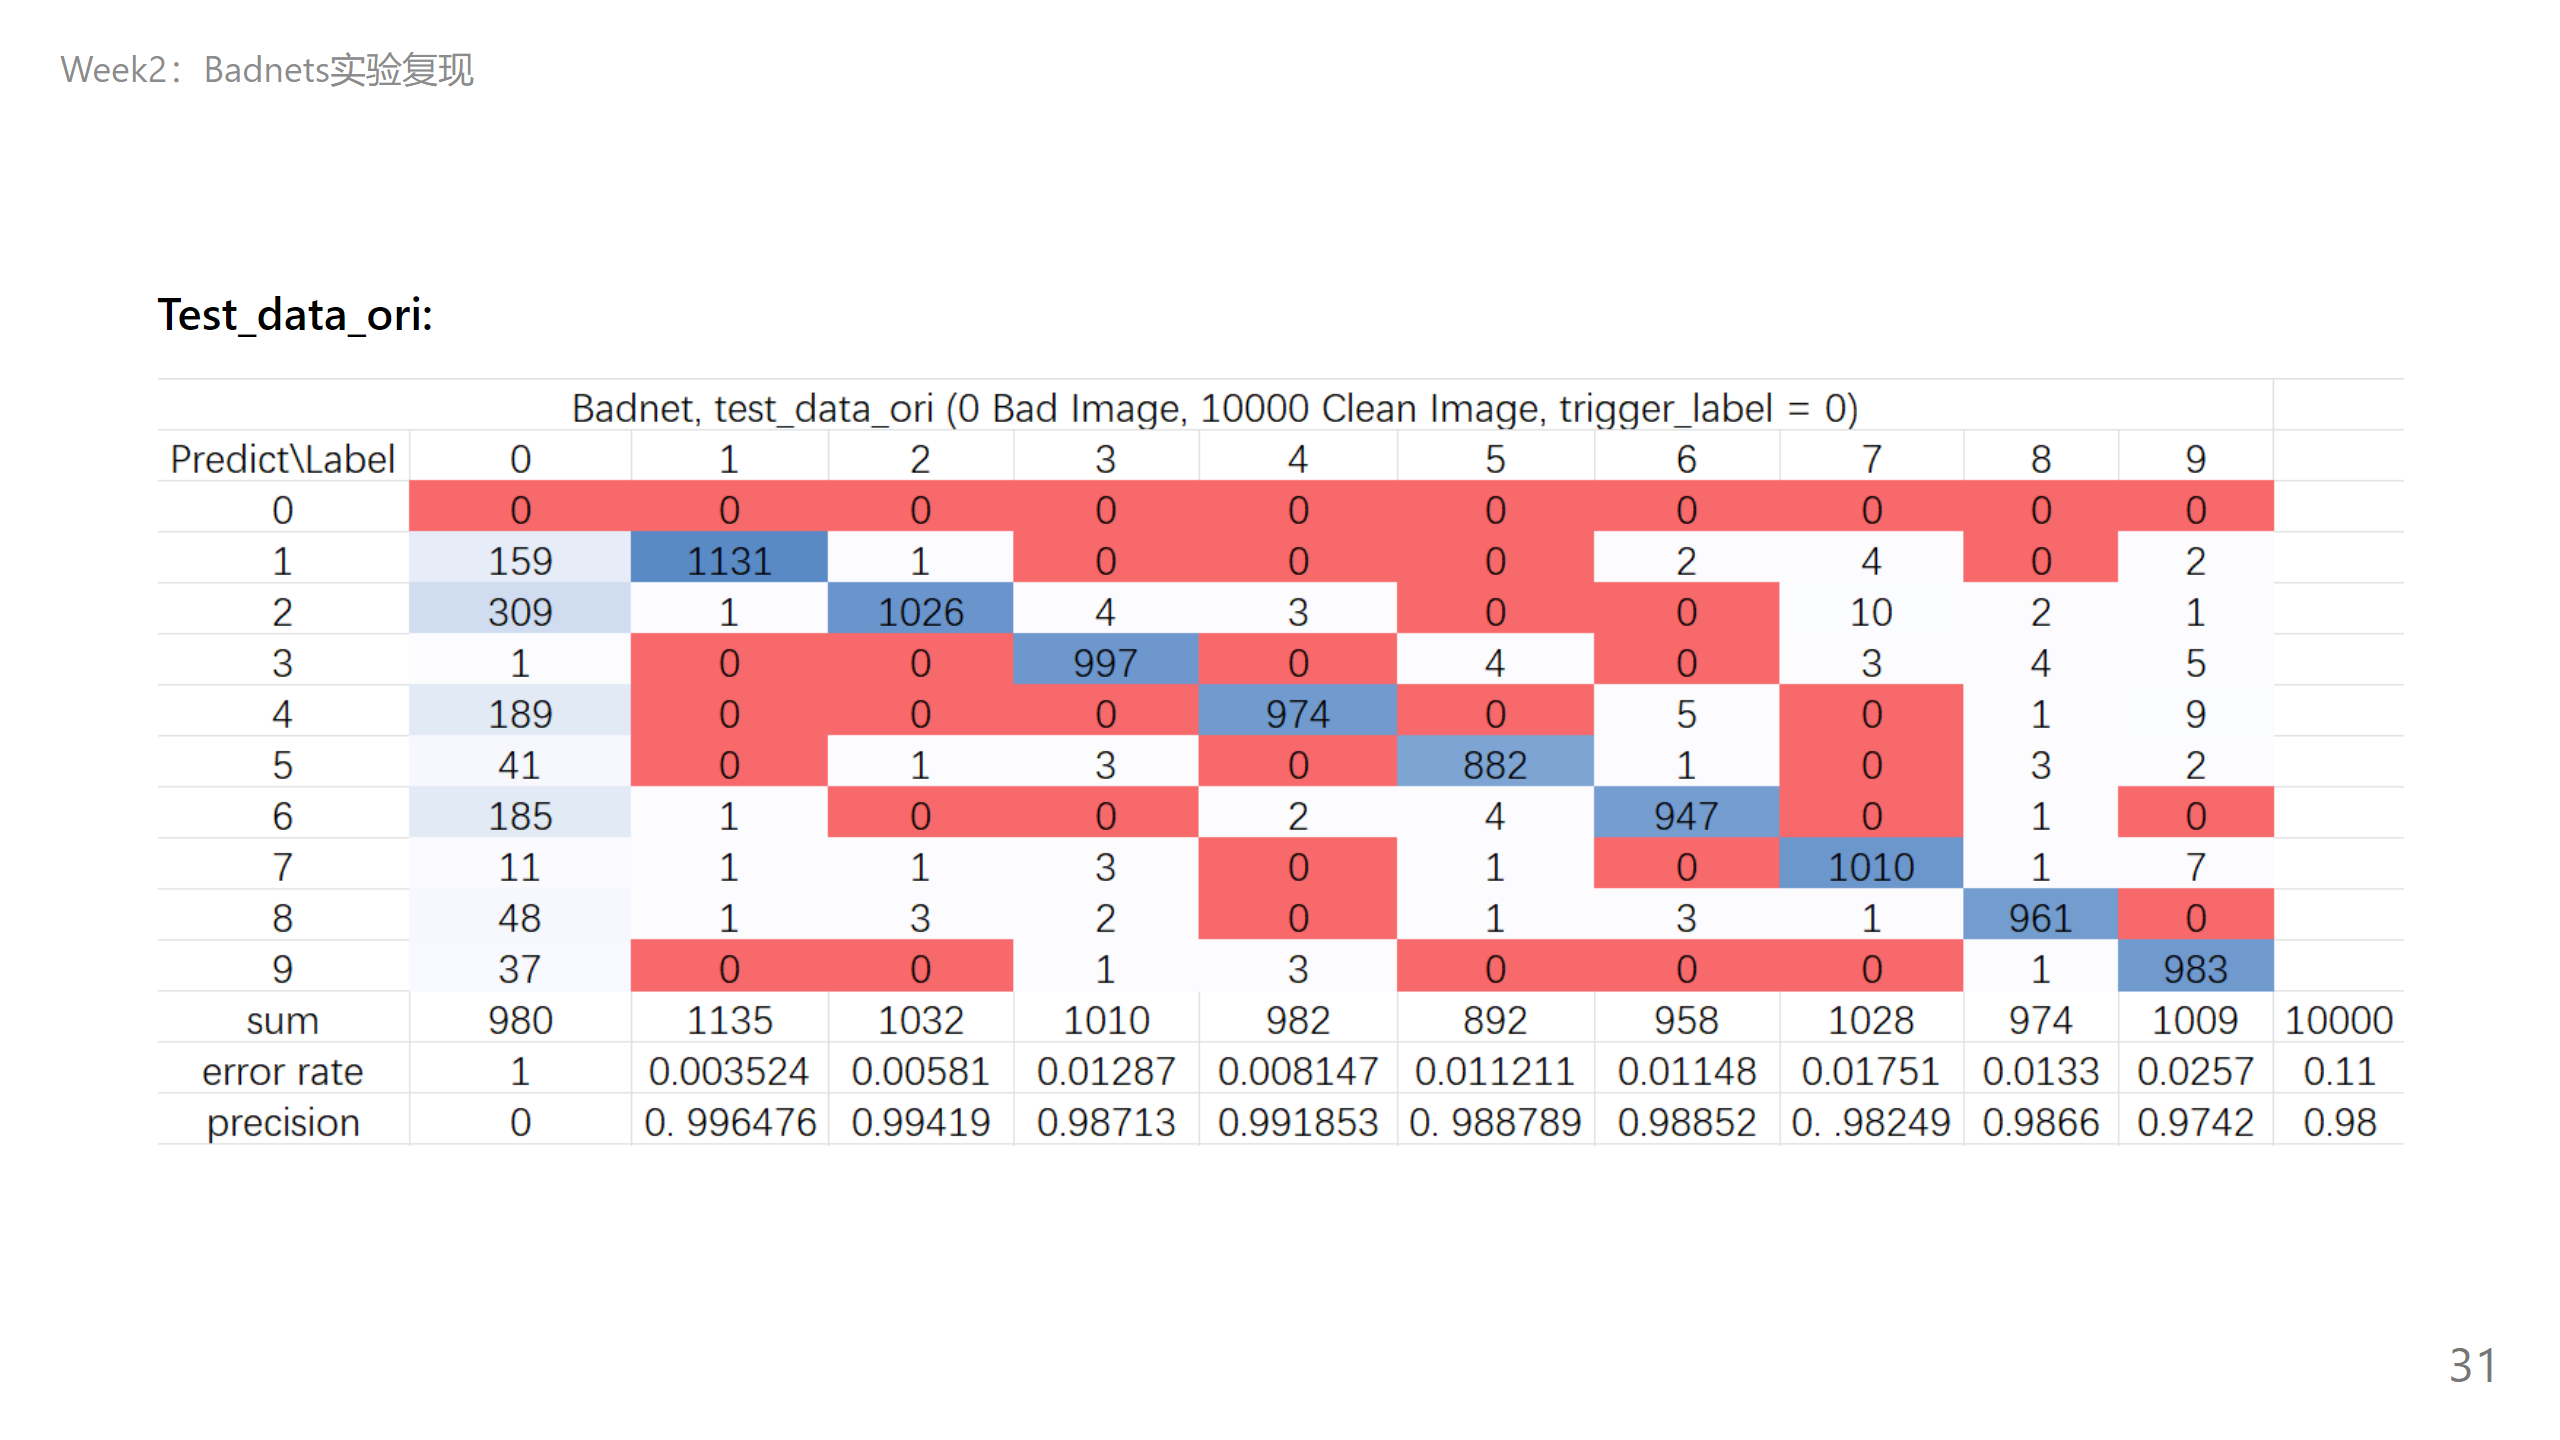 Week2：Badnets实验复现
Test_data_ori:
Badnet, test_data_ori (0 Bad Image, 10000 Clean Image, trigger_label = 0)
Predict\Label 0 1 2 3 4 5 6 7 8 9
0 0 0 0 0 0 0 0 0 0 0
1 159 1131 1 0 0 0 2 4 0 2
2 309 1 1026 4 3 0 0 10 2 1
3 1 0 0 997 0 4 0 3 4 5
4 189 0 0 0 974 0 5 0 1 9
5 41 0 1 3 0 882 1 0 3 2
6 185 1 0 0 2 4 947 0 1 0
7 11 1 1 3 0 1 0 1010 1 7
8 48 1 3 2 0 1 3 1 961 0
9 37 0 0 1 3 0 0 0 1 983
sum 980 1135 1032 1010 982 892 958 1028 974 1009 10000
error rate 1 0.003524 0.00581 0.01287 0.008147 0.011211 0.01148 0.01751 0.0133 0.0257 0.11
precision 0 0. 996476 0.99419 0.98713 0.991853 0. 988789 0.98852 0. .98249 0.9866 0.9742 0.98
31